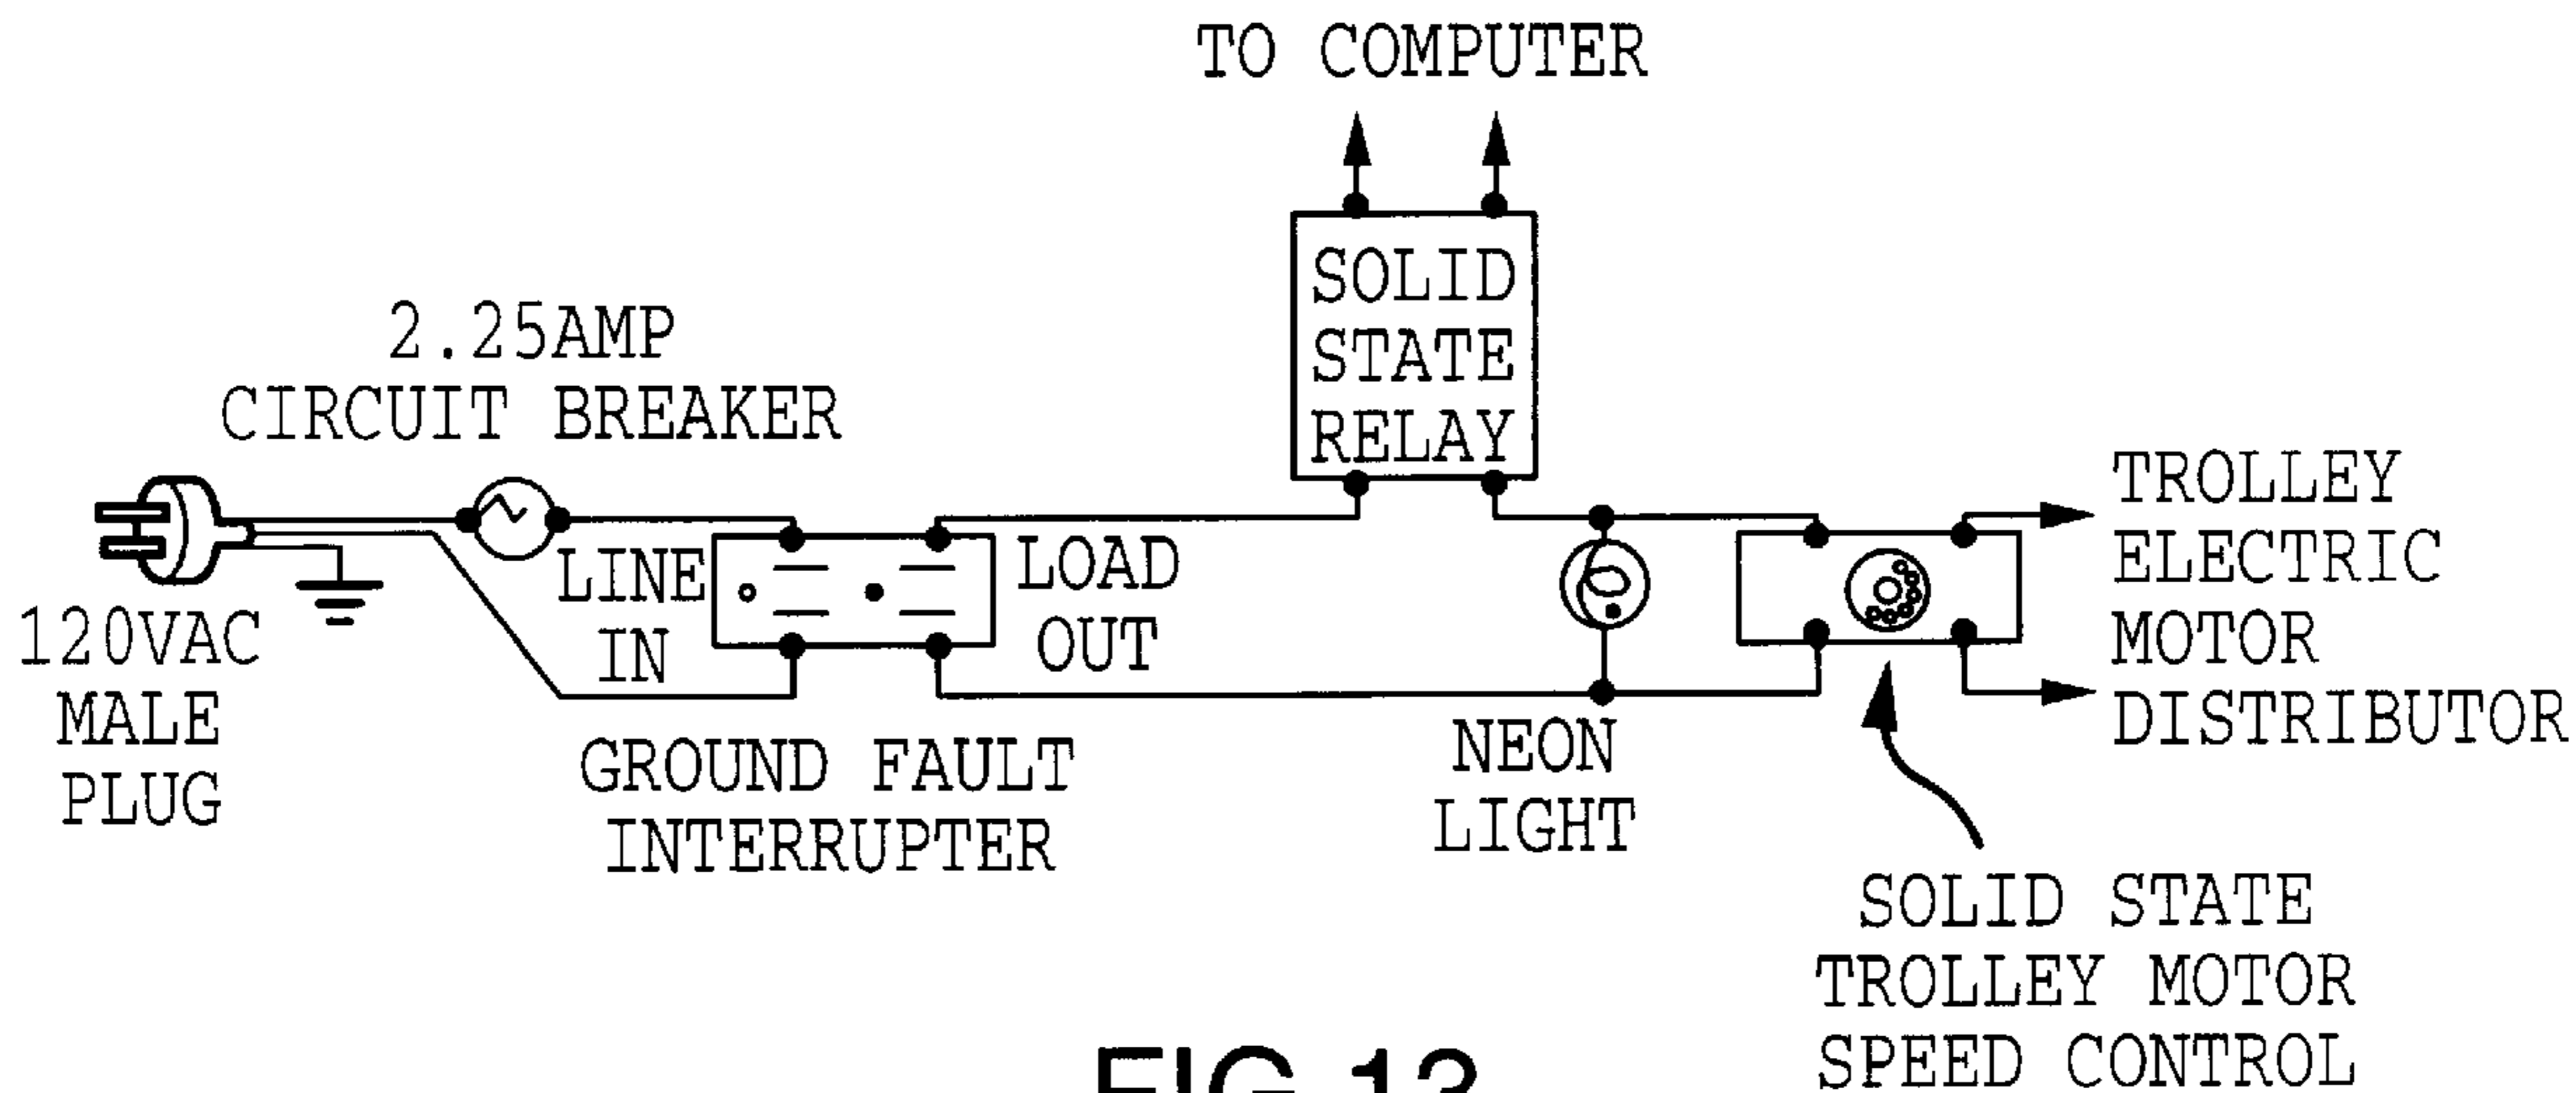 TO COMPUTER
SOLID
STATE
RELAY
2.25AMP
CIRCUIT BREAKER
120VAC
MALE
PLUG
LINE
IN
LOAD
OUT
GROUND FAULT
INTERRUPTER
NEON
LIGHT
TROLLEY
ELECTRIC
MOTOR
DISTRIBUTOR
SOLID STATE
TROLLEY MOTOR
SPEED CONTROL